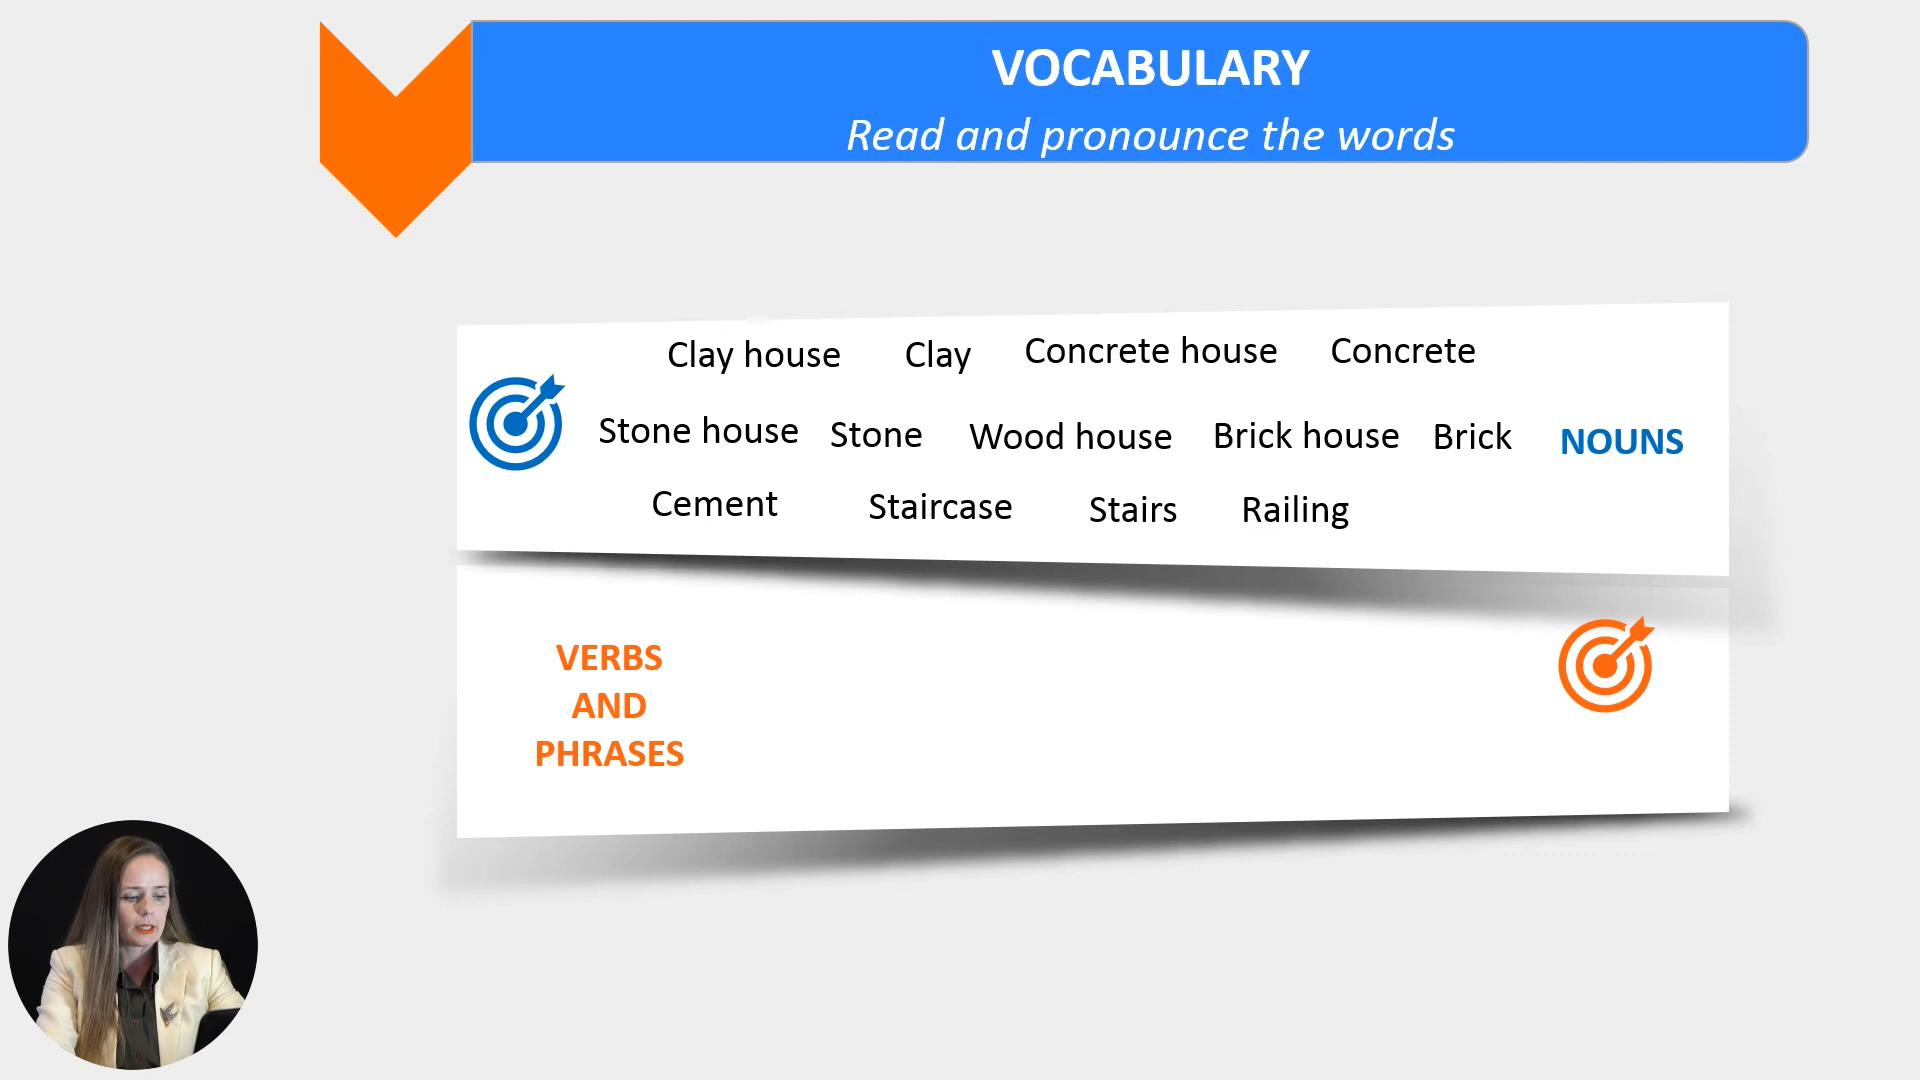 VOCABULARY
Read and pronounce the words
Clay house Clay Concrete house Concrete
Stone house Stone Wood house Brick house Brick NOUNS
Cement Staircase Stairs Railing
VERBS
AND
PHRASES